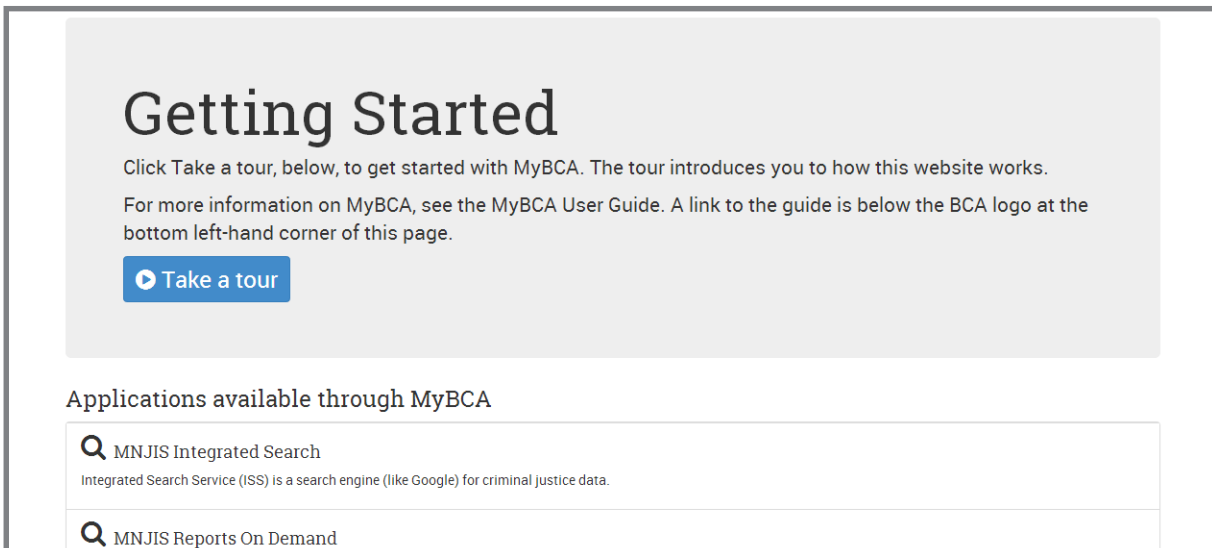 Getting Started
Click Take a tour, below, to get started with MyBCA. The tour introduces you to how this website works.
For more information on MyBCA, see the MyBCA User Guide. A link to the guide is below the BCA logo at the
bottom left-hand corner of this page.
Take a tour
Applications available through MyBCA
MNJIS Integrated Search
Integrated Search Service (ISS) is a search engine (like Google) for criminal justice data.
MNJIS Reports On Demand